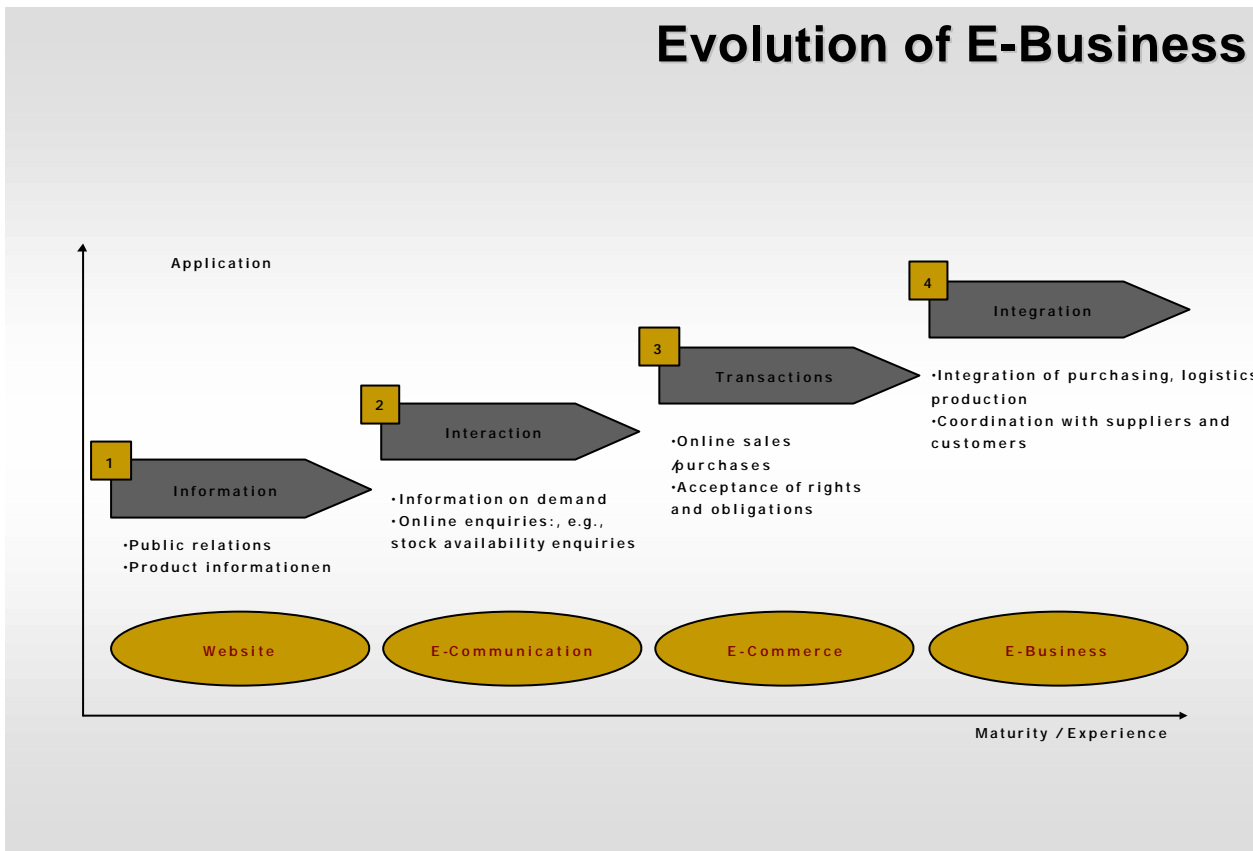 Evolution of E-Business
Application
1
Information
•Public relations
•Product informationen
2
Interaction
•Information on demand
•Online enquiries:, e.g.,
stock availability enquiries
3
Transactions
•Online sales
/purchases
•Acceptance of rights
and obligations
4
Integration
•Integration of purchasing, logistics
production
•Coordination with suppliers and
customers
Website
E-Communication
E-Commerce
E-Business
Maturity / Experience